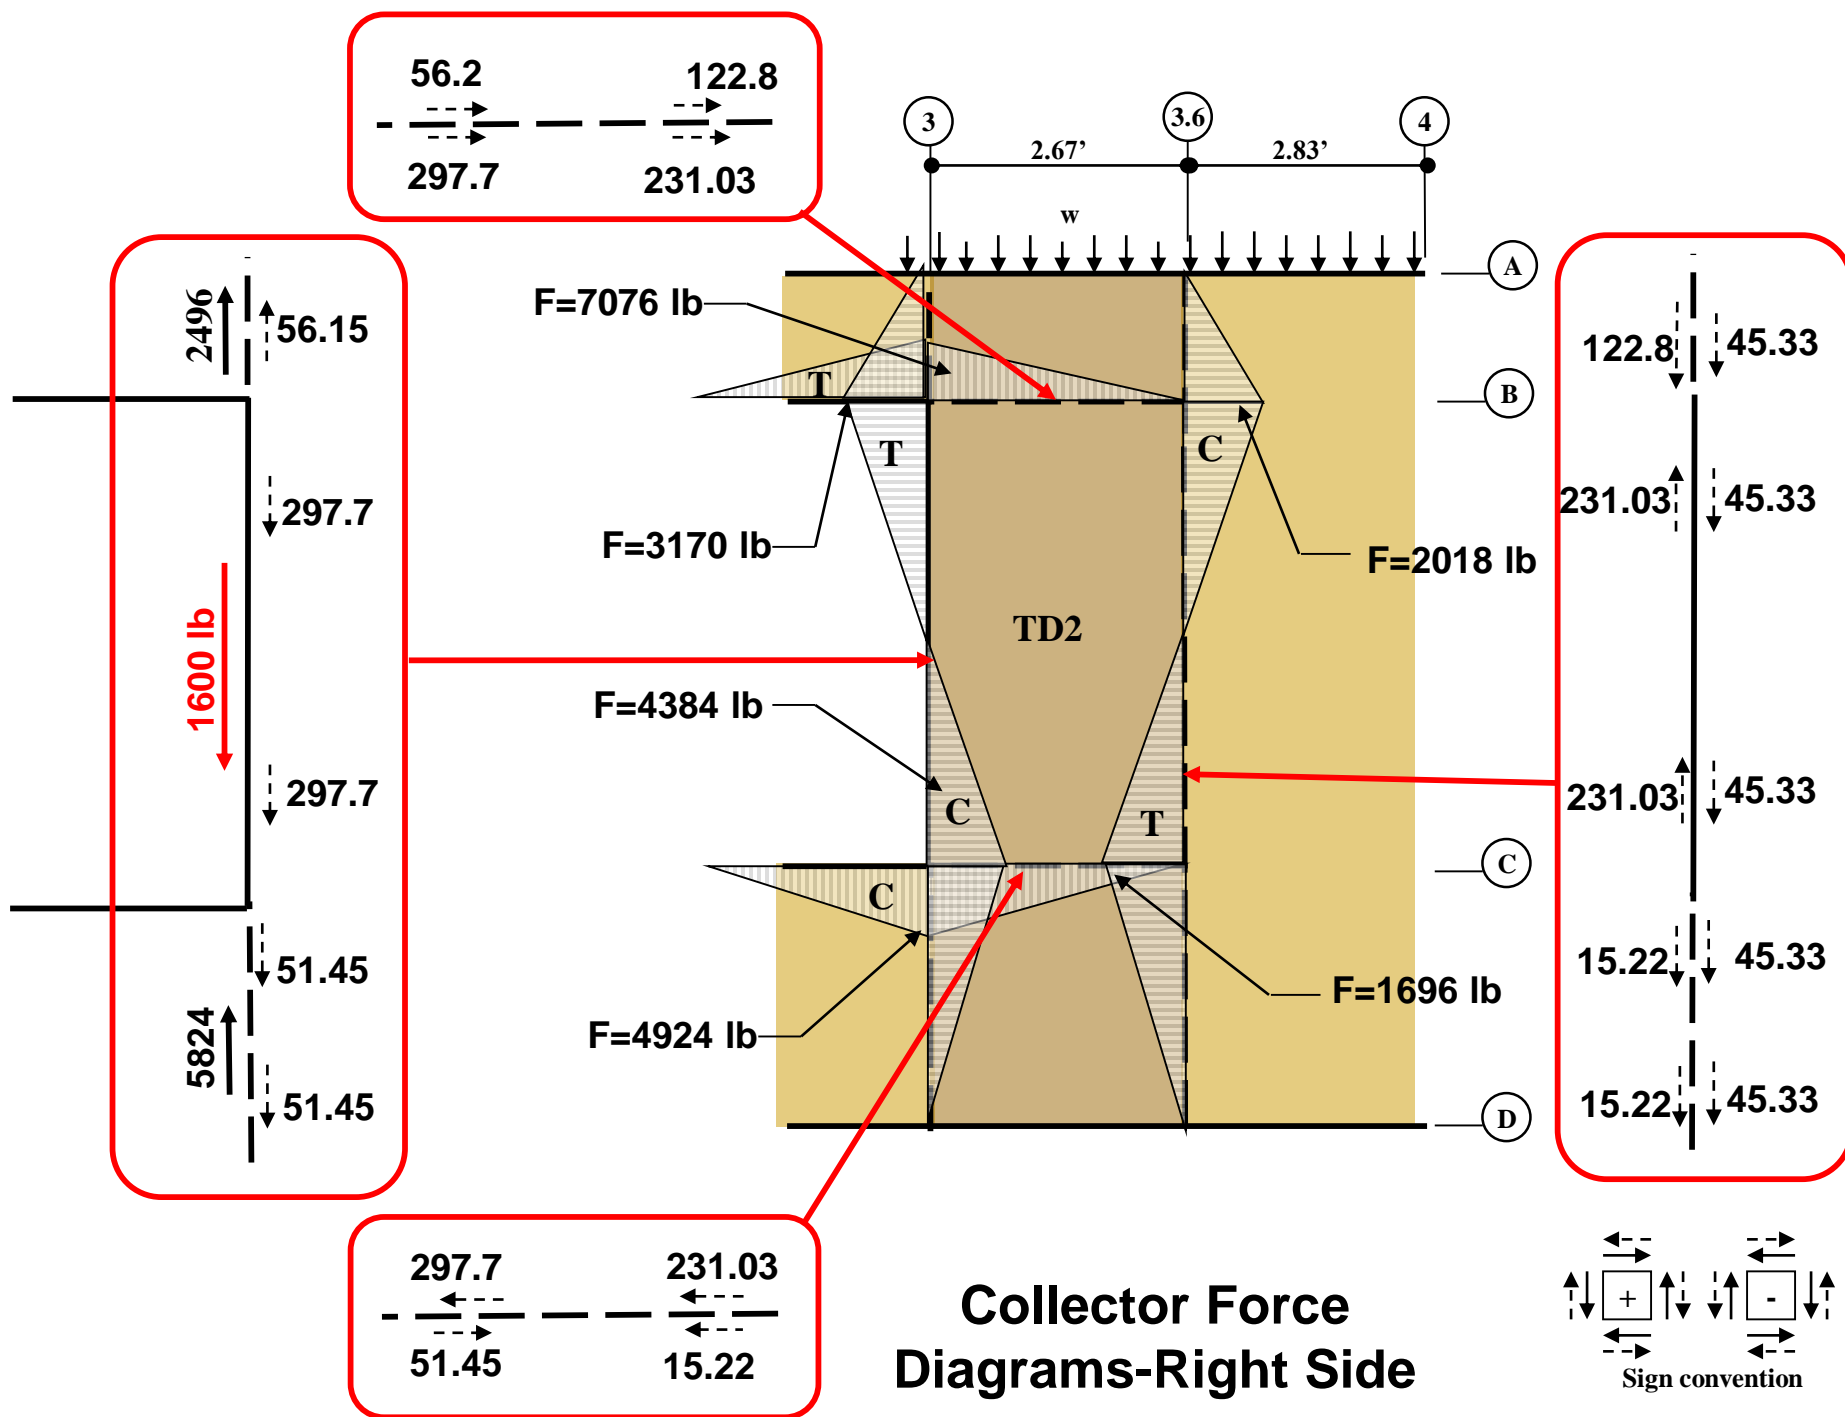 56.2 122.8
297.7 231.03
3 3.6 4
2.67’ 2.83’
w
A
B
C
D
2496
56.15
297.7
1600 lb
297.7
51.45
5824
51.45
F=7076 lb
T
T
C
F=3170 lb
F=2018 lb
TD2
F=4384 lb
C
T
C
F=4924 lb
F=1696 lb
122.8 45.33
231.03 45.33
231.03 45.33
15.22 45.33
15.22 45.33
297.7 231.03
51.45 15.22
Collector Force
Diagrams-Right Side
+ -
Sign convention